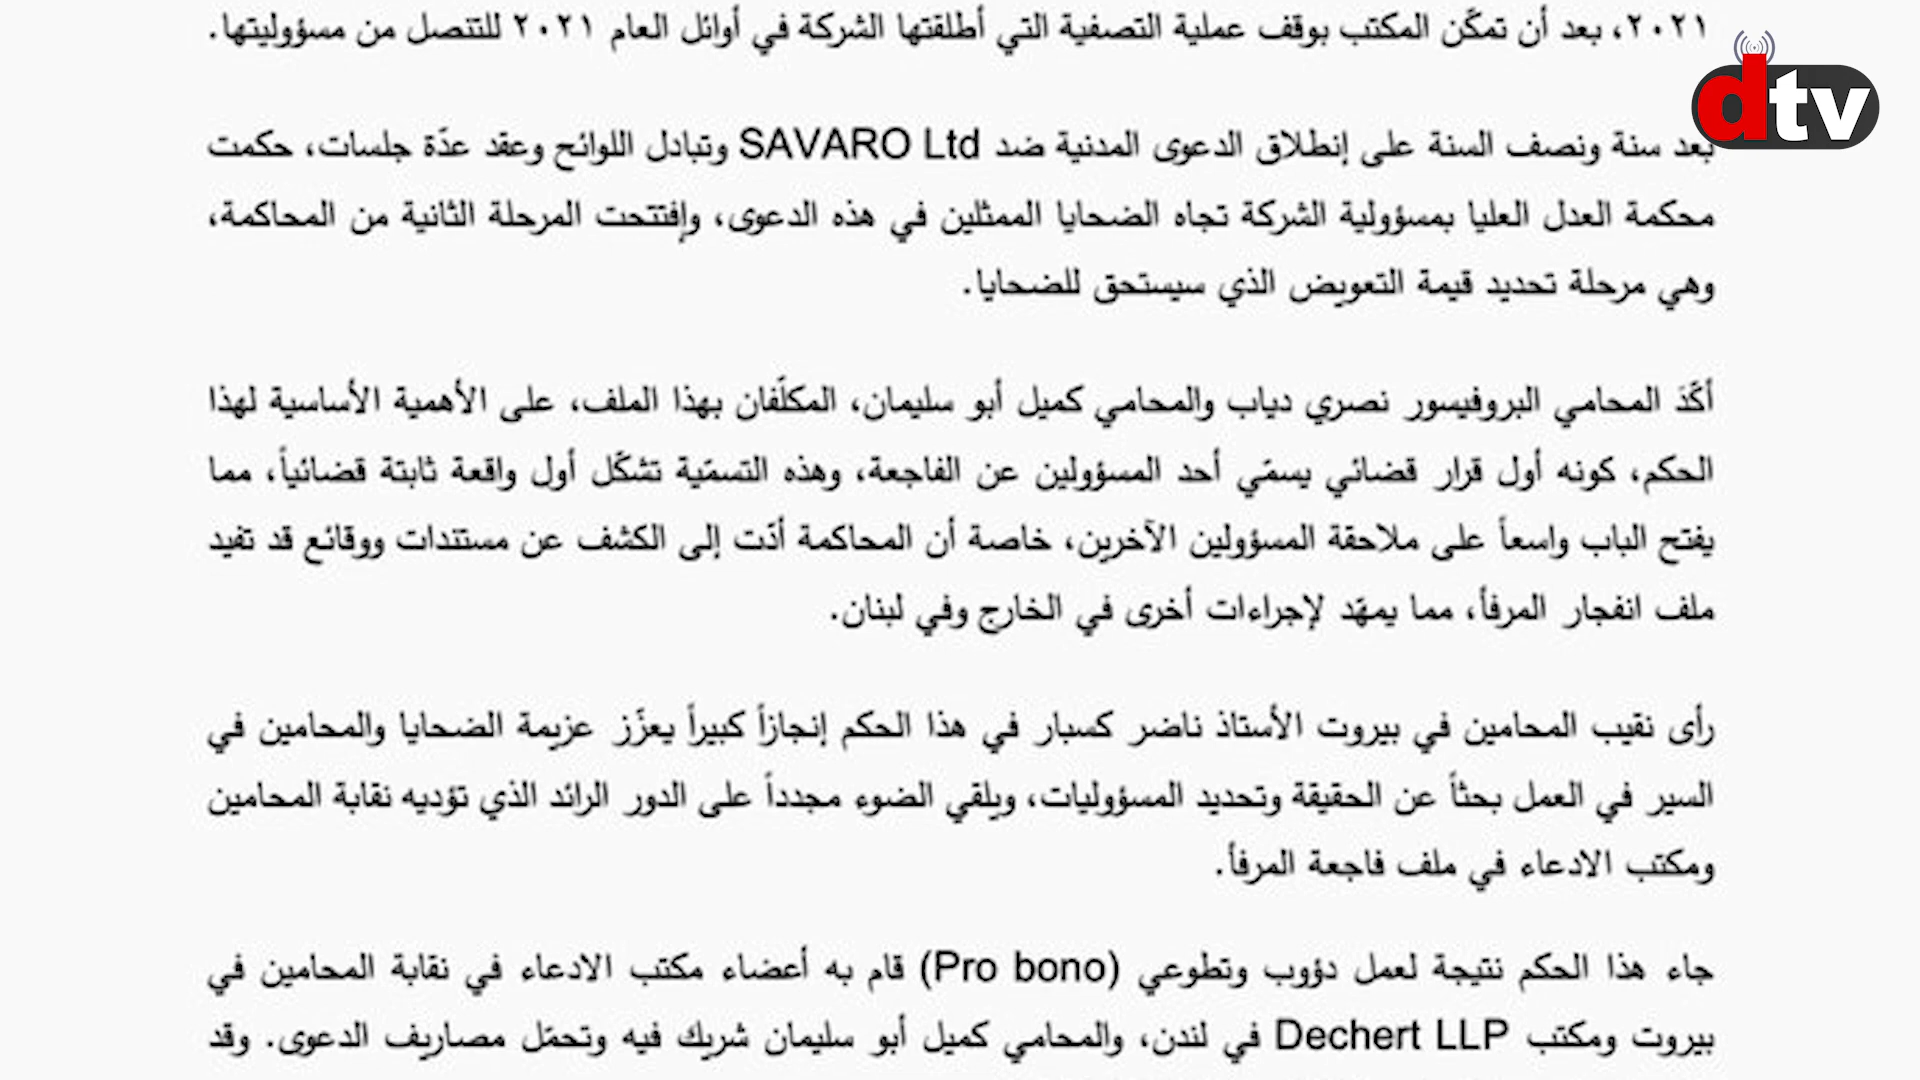 ٢٠٢١، بعد أن تمكّن المكتب بوقف عملية التصفية التي أطلقتها الشركة في أوائل العام ٢٠٢١ للتتصل من مسؤوليتها.
dtv
بعد سنة ونصف السنة على إنطلاق الدعوى المدنية ضد SAVARO Ltd وتبادل اللوائح وعقد عدّة جلسات، حكمت
محكمة العدل العليا بمسؤولية الشركة تجاه الضحايا الممثلين في هذه الدعوى، وإفتتحت المرحلة الثانية من المحاكمة،
وهي مرحلة تحديد قيمة التعويض الذي سيستحق للضحايا.
أكّدَ المحامي البروفيسور نصري دياب والمحامي كميل أبو سليمان، المكلّفان بهذا الملف، على الأهمية الأساسية لهذا
الحكم، كونه أول قرار قضائي يسمّي أحد المسؤولين عن الفاجعة، وهذه التسمّية تشكّل أول واقعة ثابتة قضائياً، مما
يفتح الباب واسعاً على ملاحقة المسؤولين الآخرين، خاصة أن المحاكمة أدّت إلى الكشف عن مستندات ووقائع قد تفيد
ملف انفجار المرفأ، مما يمهّد لإجراءات أخرى في الخارج وفي لبنان.
رأى نقيب المحامين في بيروت الأستاذ ناضر كسبار في هذا الحكم إنجازاً كبيراً يعزّز عزيمة الضحايا والمحامين في
السير في العمل بحثاً عن الحقيقة وتحديد المسؤوليات، ويلقي الضوء مجدداً على الدور الرائد الذي تؤديه نقابة المحامين
ومكتب الادعاء في ملف فاجعة المرفأ.
جاء هذا الحكم نتيجة لعمل دؤوب وتطوعي (Pro bono) قام به أعضاء مكتب الادعاء في نقابة المحامين في
بيروت ومكتب Dechert LLP في لندن، والمحامي كميل أبو سليمان شريك فيه وتحمّل مصاريف الدعوى. وقد